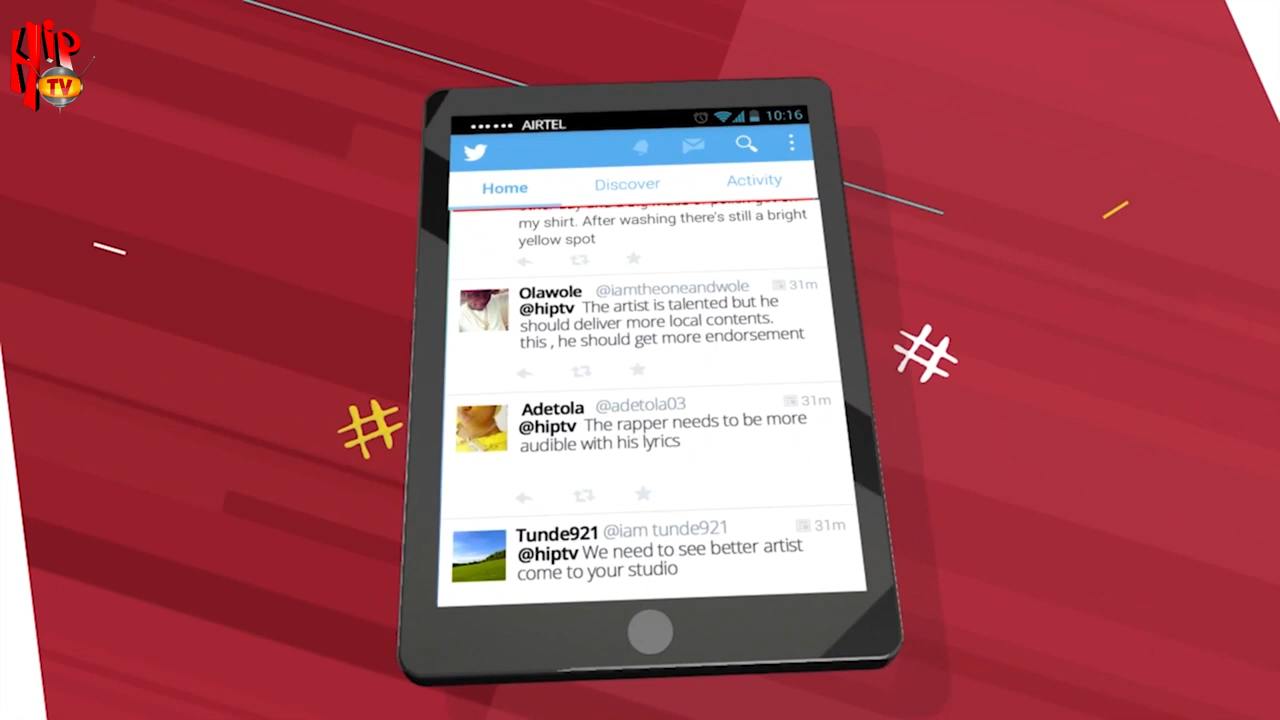 HiP TV
AIRTEL
10:16
Home
Discover
Activity
my shirt. After washing there's still a bright
yellow spot
Olawole @iamtheoneandwole 31m
@hiptv The artist is talented but he
should deliver more local contents.
this , he should get more endorsement
Adetola @adetola03 31m
@hiptv The rapper needs to be more
audible with his lyrics
Tunde921 @iam tunde921 31m
@hiptv We need to see better artist
come to your studio
#
#